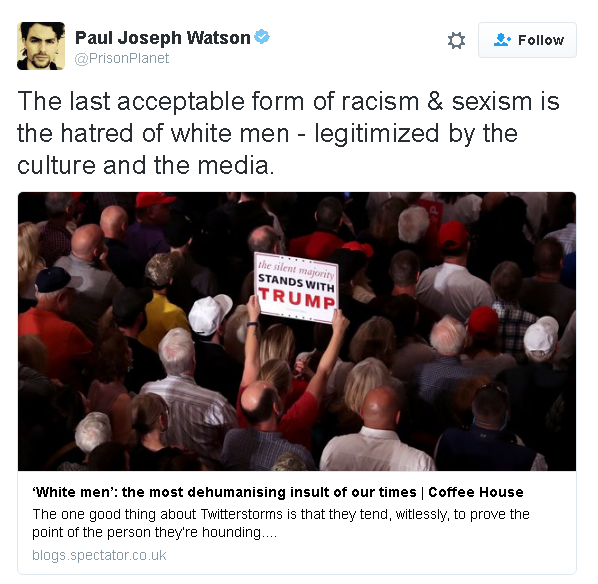 Paul Joseph Watson
@PrisonPlanet
Follow
The last acceptable form of racism & sexism is
the hatred of white men - legitimized by the
culture and the media.
the silent majority
STANDS WITH
TRUMP
‘White men’: the most dehumanising insult of our times | Coffee House
The one good thing about Twitterstorms is that they tend, witlessly, to prove the
point of the person they're hounding....
blogs.spectator.co.uk